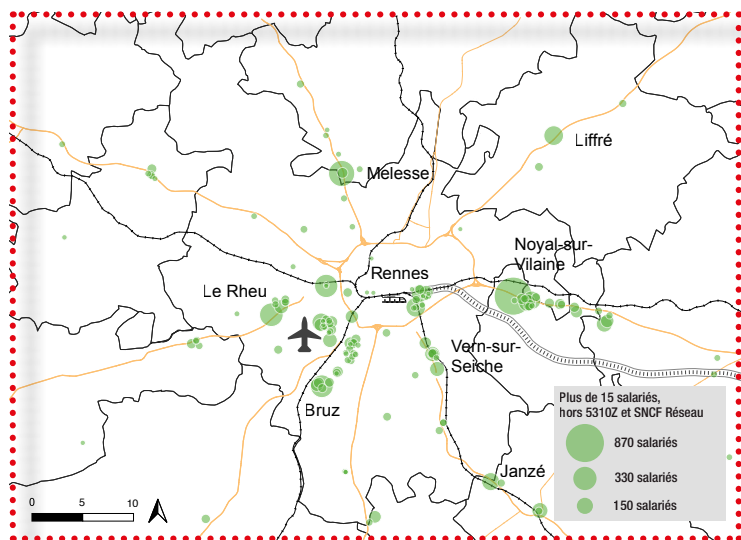 Liffré
Melesse
Noyal-sur-
Vilaine
Rennes
Le Rheu
Vern-sur-
Seiche
Bruz
Janzé
Plus de 15 salariés,
hors 5310Z et SNCF Réseau
870 salariés
330 salariés
150 salariés
0 5 10